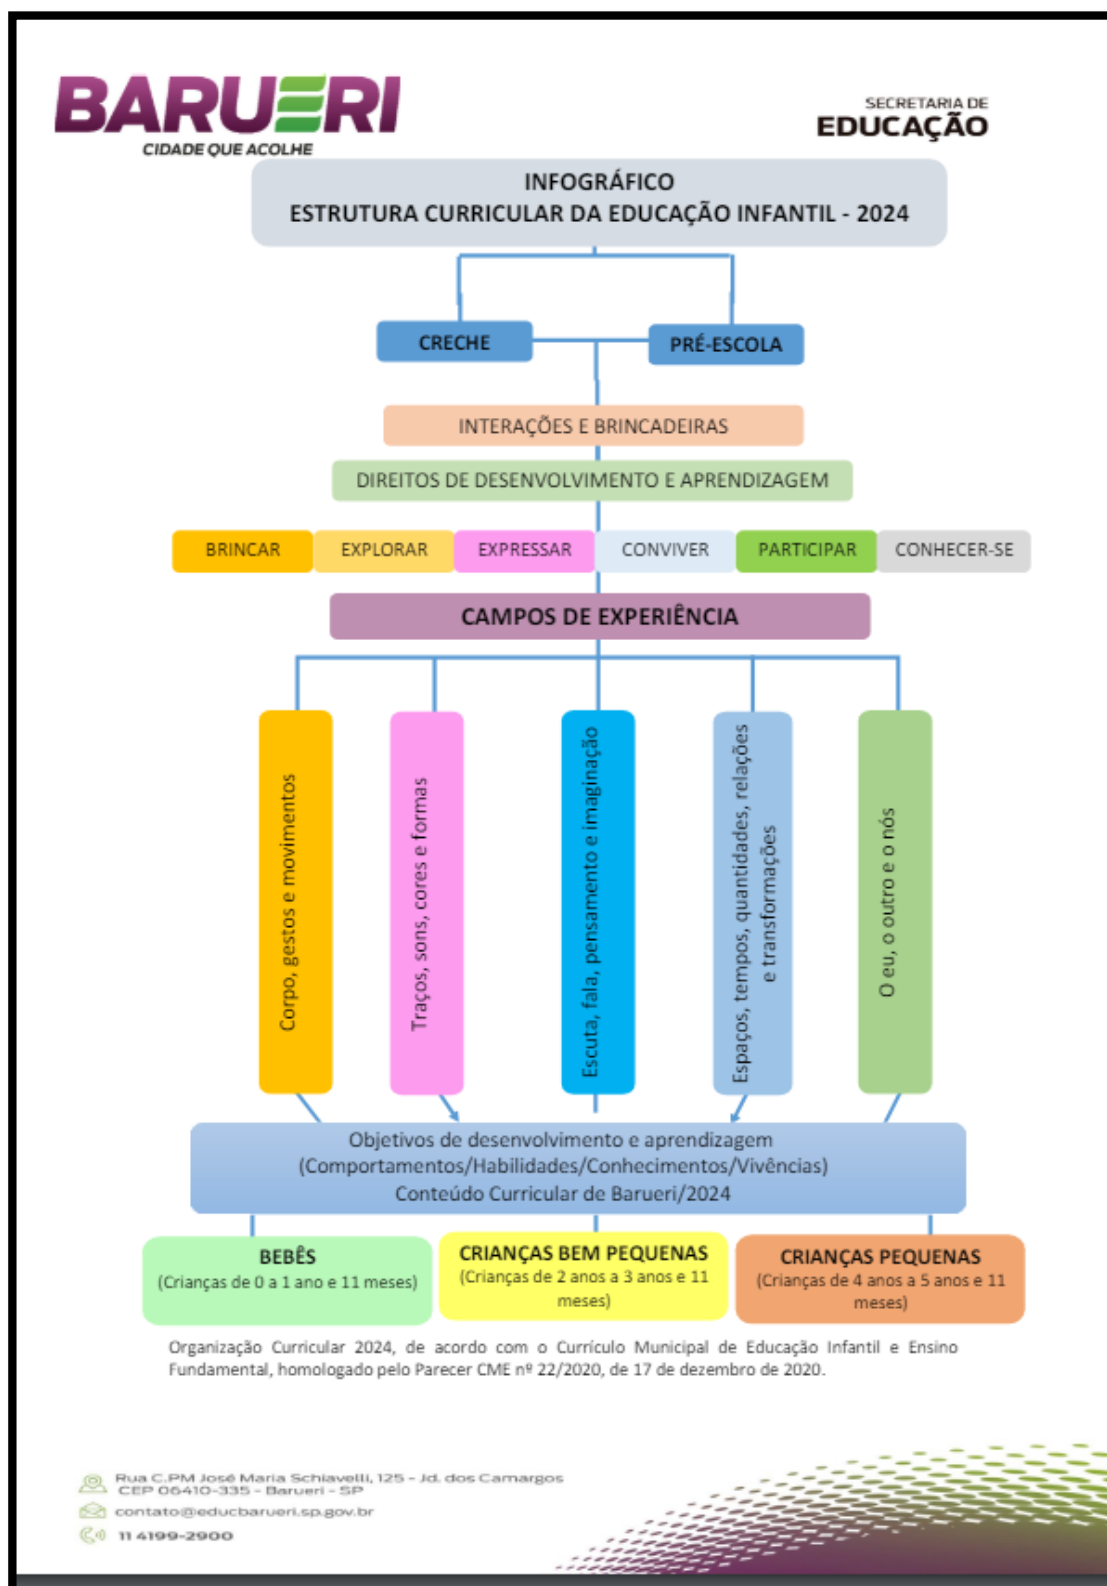 BARUERI
CIDADE QUE ACOLHE
SECRETARIA DE
EDUCAÇÃO
INFOGRÁFICO
ESTRUTURA CURRICULAR DA EDUCAÇÃO INFANTIL - 2024
CRECHE
PRÉ-ESCOLA
INTERAÇÕES E BRINCADEIRAS
DIREITOS DE DESENVOLVIMENTO E APRENDIZAGEM
BRINCAR
EXPLORAR
EXPRESSAR
CONVIVER
PARTICIPAR
CONHECER-SE
CAMPOS DE EXPERIÊNCIA
Corpo, gestos e movimentos
Traços, sons, cores e formas
Escuta, fala, pensamento e imaginação
Espaços, tempos, quantidades, relações
e transformações
O eu, o outro e o nós
Objetivos de desenvolvimento e aprendizagem
(Comportamentos/Habilidades/Conhecimentos/Vivências)
Conteúdo Curricular de Barueri/2024
BEBÊS
(Crianças de 0 a 1 ano e 11 meses)
CRIANÇAS BEM PEQUENAS
(Crianças de 2 anos a 3 anos e 11
meses)
CRIANÇAS PEQUENAS
(Crianças de 4 anos a 5 anos e 11
meses)
Organização Curricular 2024, de acordo com o Currículo Municipal de Educação Infantil e Ensino
Fundamental, homologado pelo Parecer CME nº 22/2020, de 17 de dezembro de 2020.
Rua C.PM José Maria Schiavelli, 125 - Jd. dos Camargos
CEP 06410-335 - Barueri - SP
contato@educbarueri.sp.gov.br
11 4199-2900